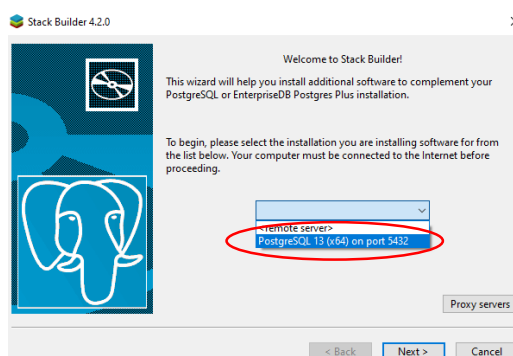 Stack Builder 4.2.0
Welcome to Stack Builder!
This wizard will help you install additional software to complement your
PostgreSQL or EnterpriseDB Postgres Plus installation.
To begin, please select the installation you are installing software for from
the list below. Your computer must be connected to the Internet before
proceeding.
<remote server>
PostgreSQL 13 (x64) on port 5432
Proxy servers
< Back
Next >
Cancel